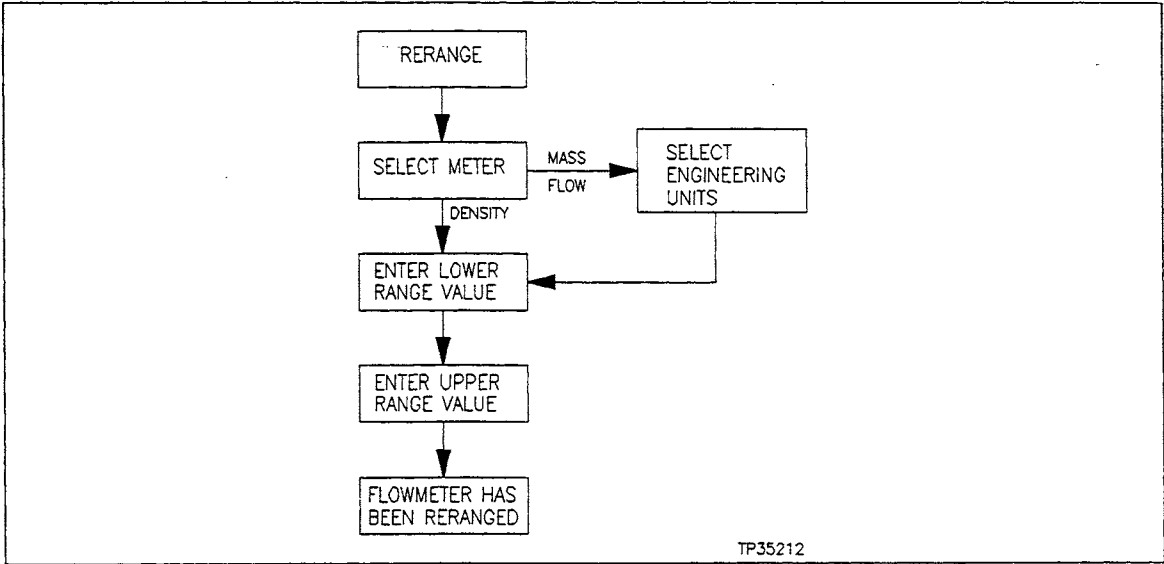 RERANGE
SELECT METER
MASS
FLOW
SELECT
ENGINEERING
UNITS
DENSITY
ENTER LOWER
RANGE VALUE
ENTER UPPER
RANGE VALUE
FLOWMETER HAS
BEEN RERANGED
TP35212